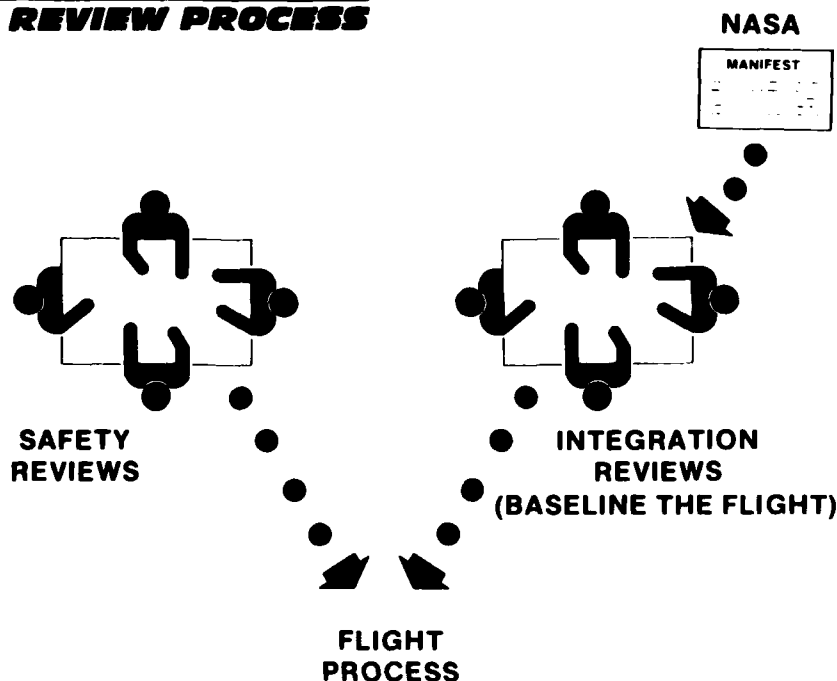 REVIEW PROCESS
NASA
MANIFEST
SAFETY
REVIEWS
INTEGRATION
REVIEWS
(BASELINE THE FLIGHT)
FLIGHT
PROCESS